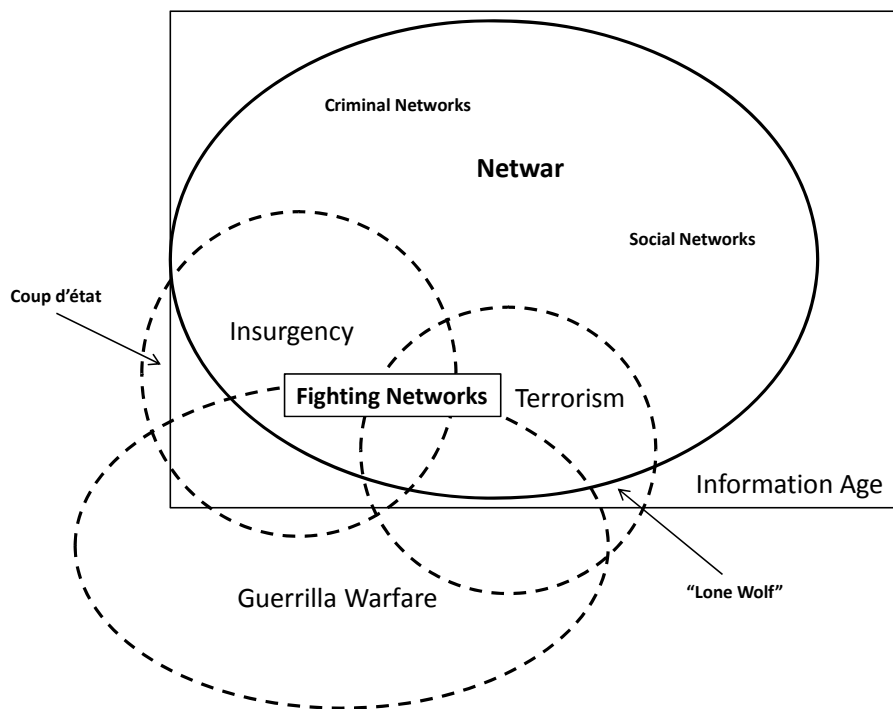 Criminal Networks
Netwar
Social Networks
Coup d’état
Insurgency
Fighting Networks
Terrorism
Information Age
“Lone Wolf”
Guerrilla Warfare